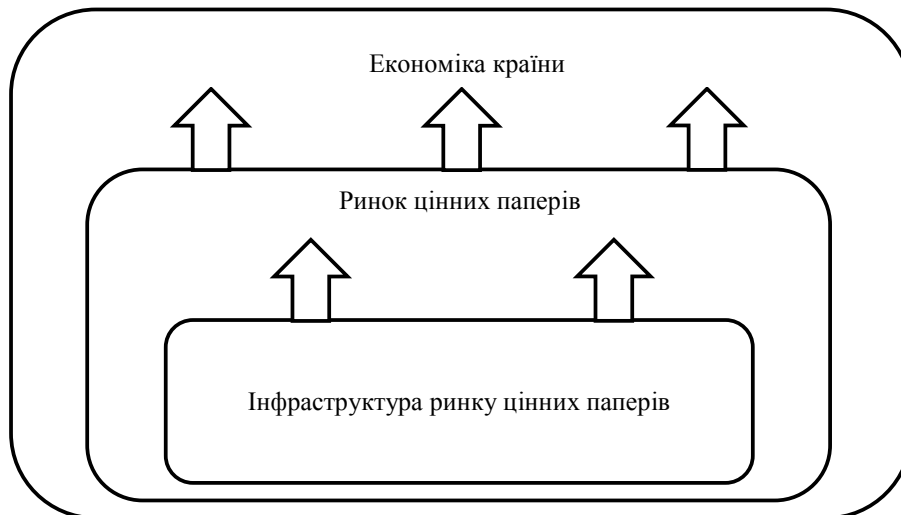 Економіка країни
Ринок цінних паперів
Інфраструктура ринку цінних паперів